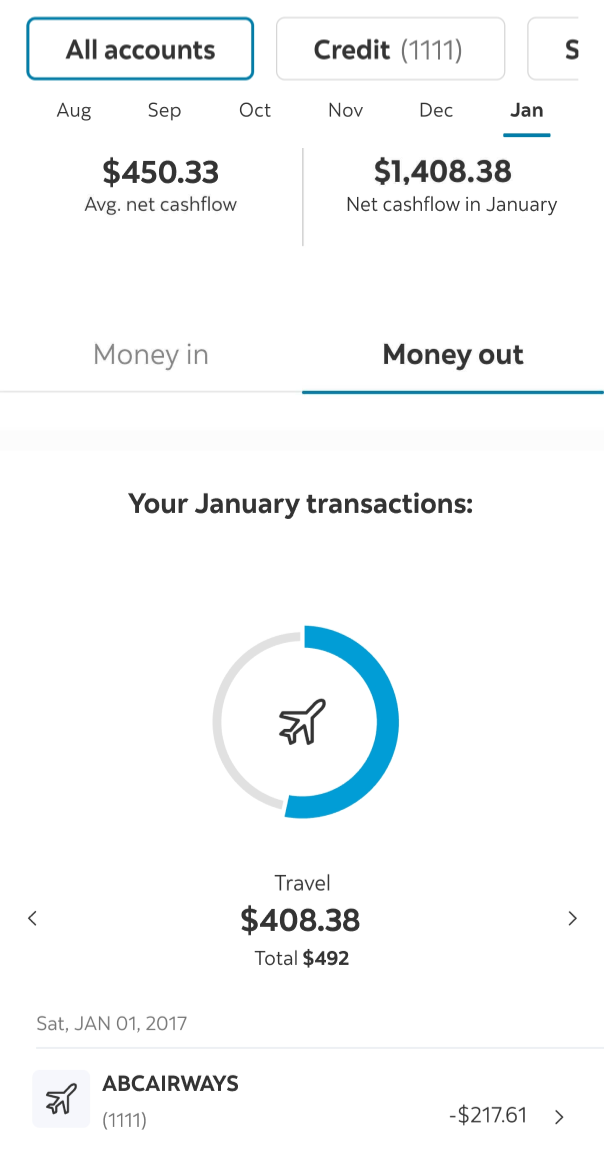 All accounts
Credit (1111)
S
Aug Sep Oct Nov Dec Jan
$450.33
Avg. net cashflow
$1,408.38
Net cashflow in January
Money in
Money out
Your January transactions:
Travel
$408.38
Total $492
Sat, JAN 01, 2017
ABCAIRWAYS
(1111)
-$217.61